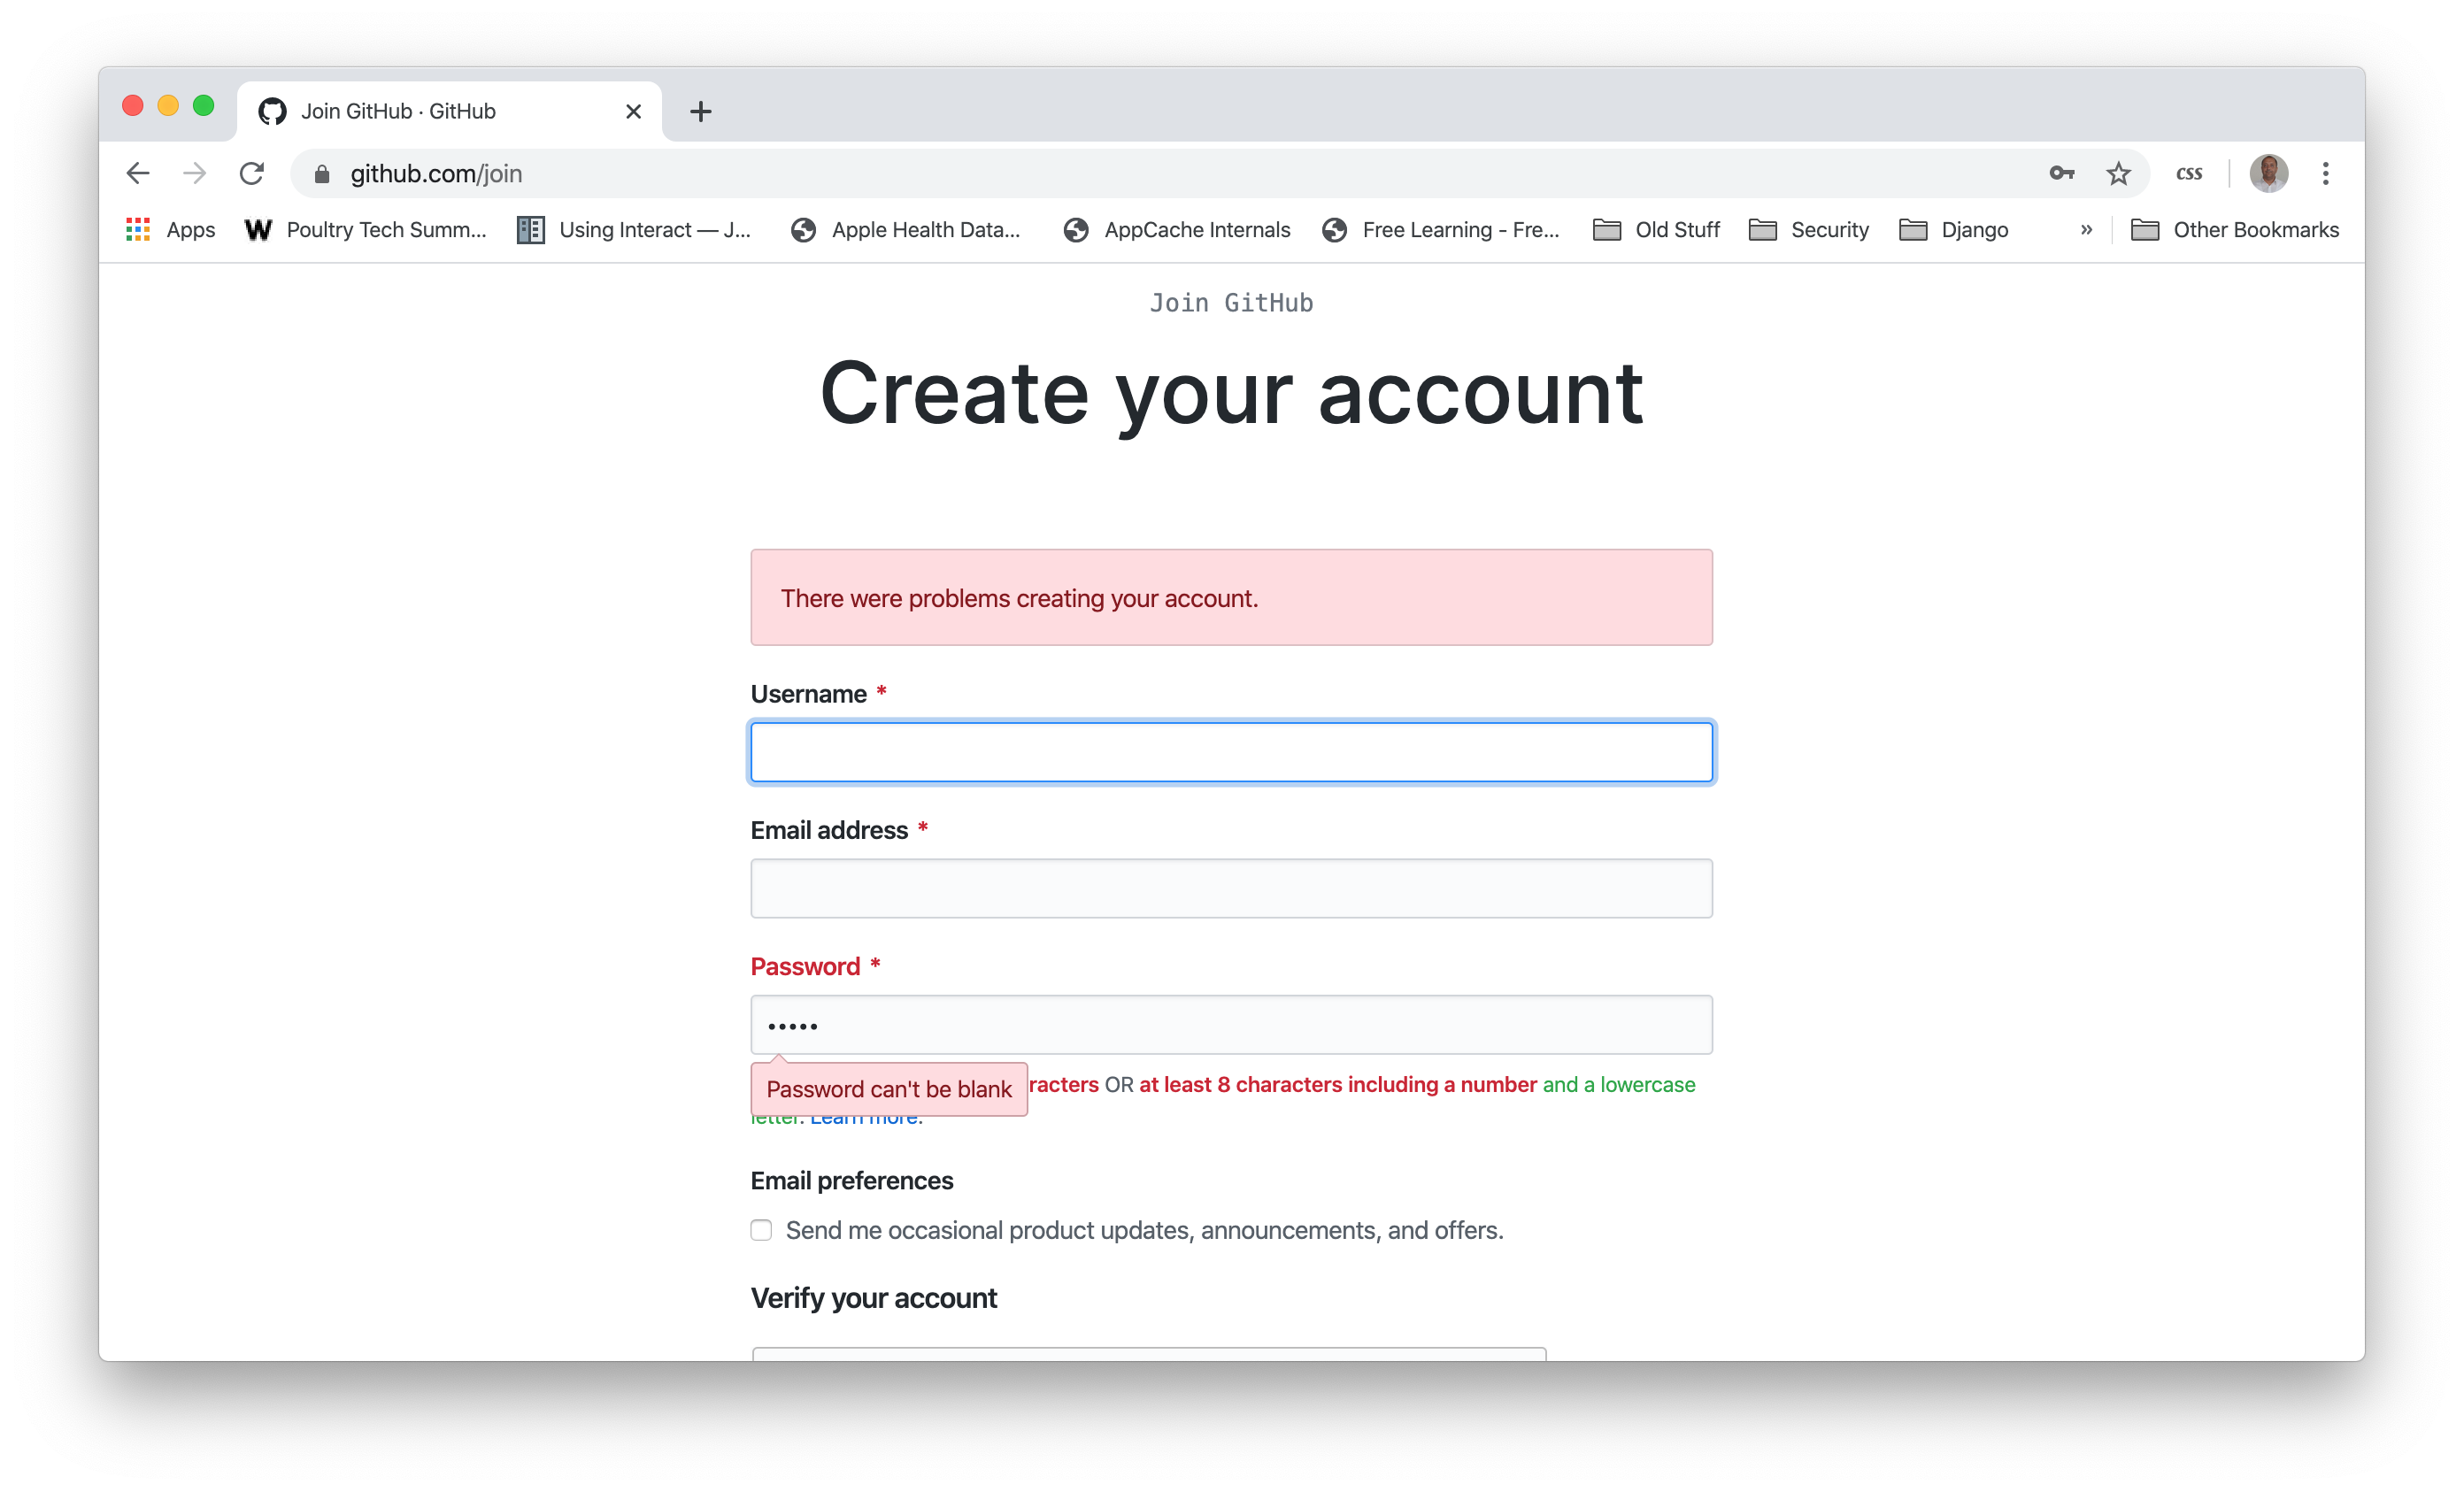 Join GitHub · GitHub
github.com/join
css
Apps
Poultry Tech Summ...
Using Interact — J...
Apple Health Data...
AppCache Internals
Free Learning - Fre...
Old Stuff
Security
Django
»
Other Bookmarks
Join GitHub
Create your account
There were problems creating your account.
Username *
Email address *
Password *
•••••
Password can't be blank
racters OR at least 8 characters including a number and a lowercase
letter. Learn more.
Email preferences
Send me occasional product updates, announcements, and offers.
Verify your account